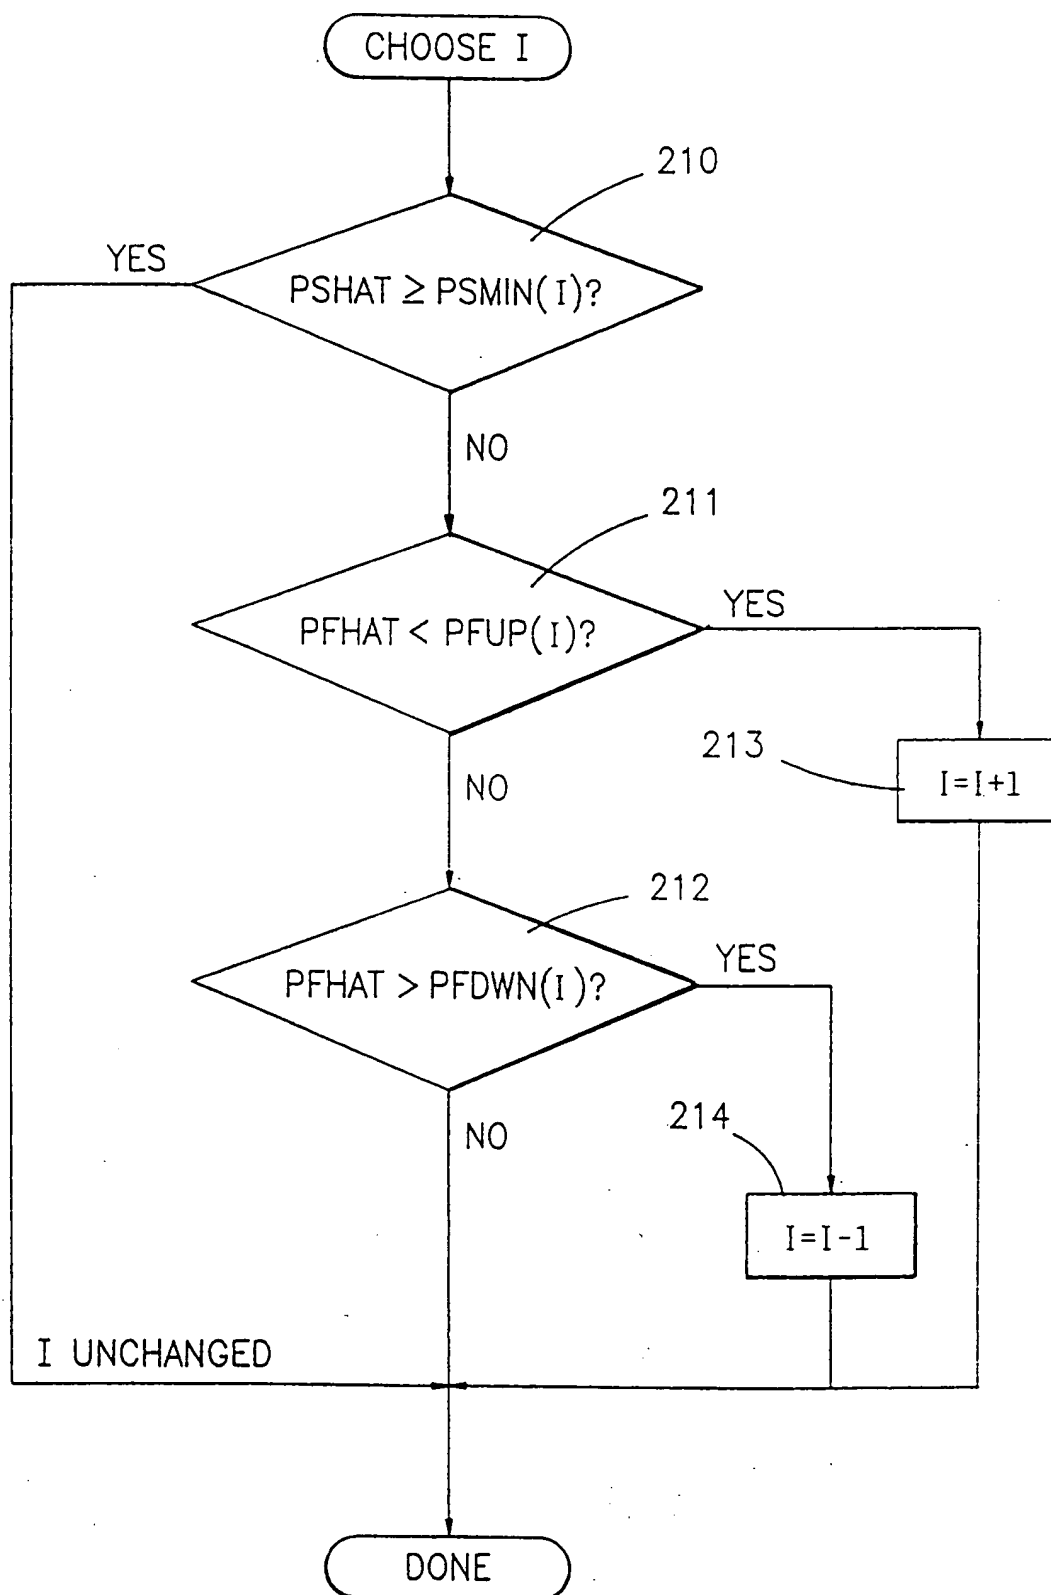 CHOOSE I
210
YES
PSHAT ≥ PSMIN(I)?
NO
211
YES
PFHAT < PFUP(I)?
213
I=I+1
NO
212
YES
PFHAT > PFDWN(I)?
214
NO
I=I-1
I UNCHANGED
DONE